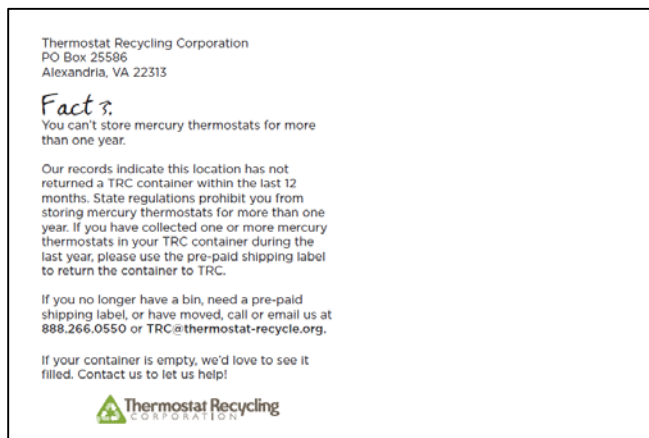 Thermostat Recycling Corporation
PO Box 25586
Alexandria, VA 22313
Fact 3.
You can't store mercury thermostats for more
than one year.
Our records indicate this location has not
returned a TRC container within the last 12
months. State regulations prohibit you from
storing mercury thermostats for more than one
year. If you have collected one or more mercury
thermostats in your TRC container during the
last year, please use the pre-paid shipping label
to return the container to TRC.
If you no longer have a bin, need a pre-paid
shipping label, or have moved, call or email us at
888.266.0550 or TRC@thermostat-recycle.org.
If your container is empty, we'd love to see it
filled. Contact us to let us help!
Thermostat Recycling
CORPORATION